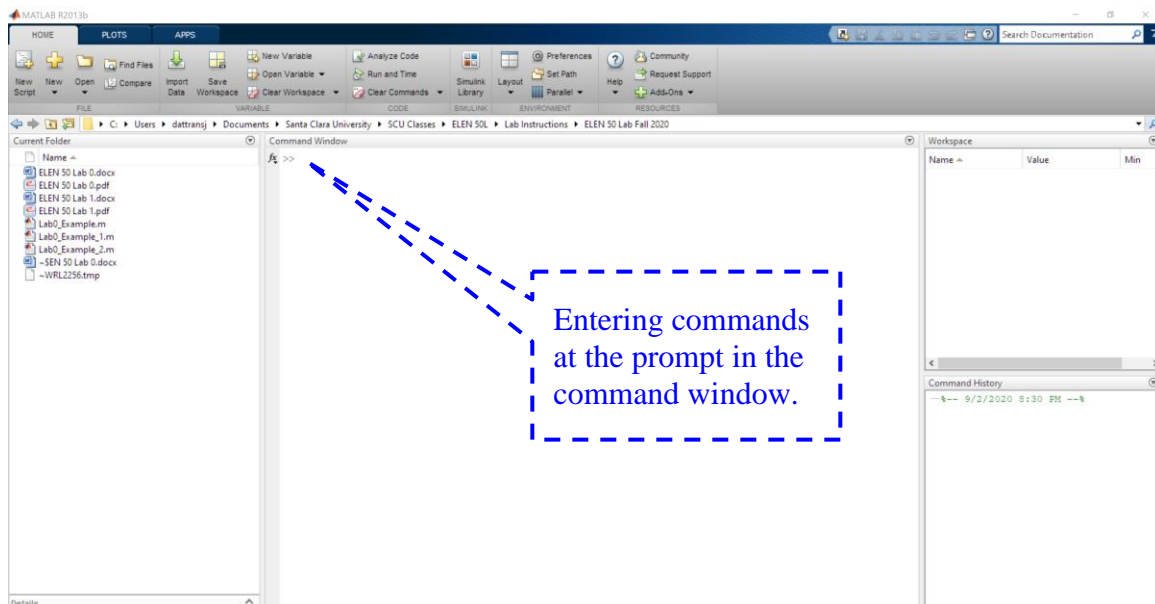 MATLAB R2013b
HOME PLOTS APPS
Search Documentation
New Script
New
Open
Find Files
Compare
Import Data
Save Workspace
New Variable
Open Variable
Clear Workspace
Analyze Code
Run and Time
Clear Commands
Simulink Library
Layout
Preferences
Set Path
Parallel
Help
Community
Request Support
Add-Ons
FILE VARIABLE CODE SIMULINK ENVIRONMENT RESOURCES
C: Users dattransj Documents Santa Clara University SCU Classes ELEN 50L Lab Instructions ELEN 50 Lab Fall 2020
Current Folder
Name
ELEN 50 Lab 0.docx
ELEN 50 Lab 0.pdf
ELEN 50 Lab 1.docx
ELEN 50 Lab 1.pdf
Lab0_Example.m
Lab0_Example_1.m
Lab0_Example_2.m
~SEN 50 Lab 0.docx
~WRL2256.tmp
Details
Command Window
fx >>
Entering commands
at the prompt in the
command window.
Workspace
Name Value Min
Command History
%-- 9/2/2020 8:30 PM --%